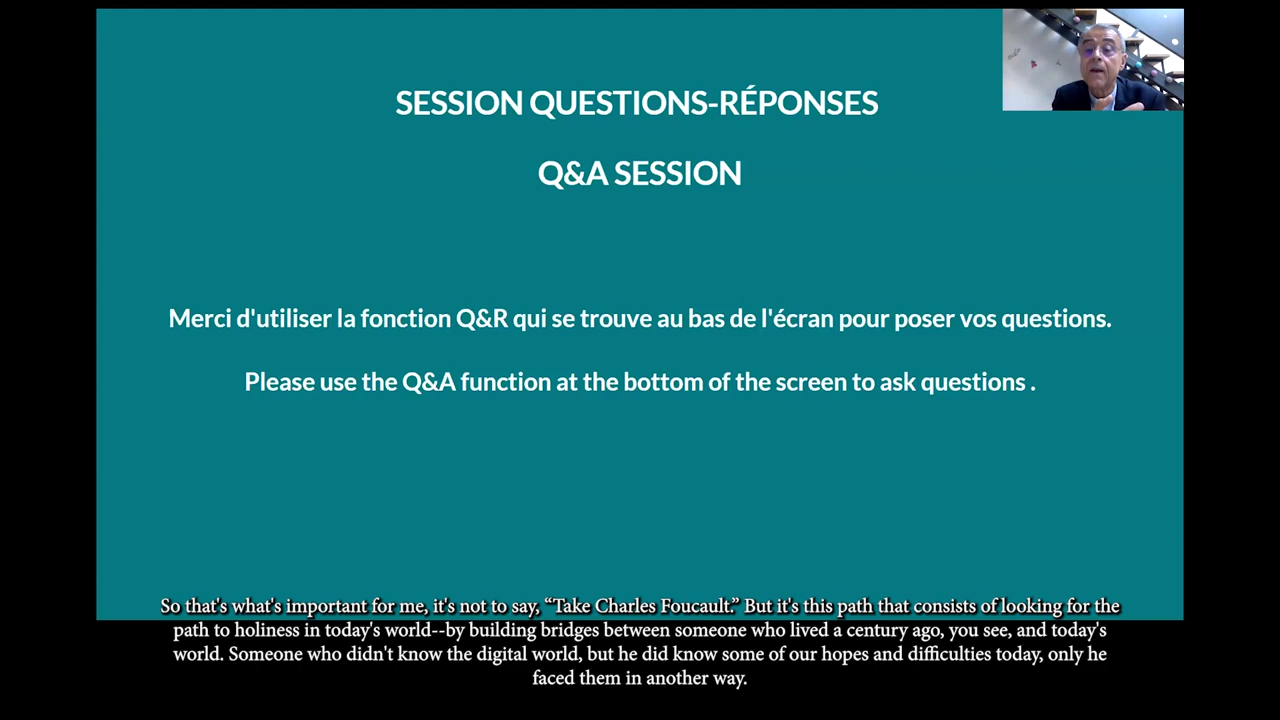 SESSION QUESTIONS-RÉPONSES
Q&A SESSION
Merci d'utiliser la fonction Q&R qui se trouve au bas de l'écran pour poser vos questions.
Please use the Q&A function at the bottom of the screen to ask questions .
So that's what's important for me, it's not to say, “Take Charles Foucault.” But it's this path that consists of looking for the
path to holiness in today's world--by building bridges between someone who lived a century ago, you see, and today's
world. Someone who didn't know the digital world, but he did know some of our hopes and difficulties today, only he
faced them in another way.